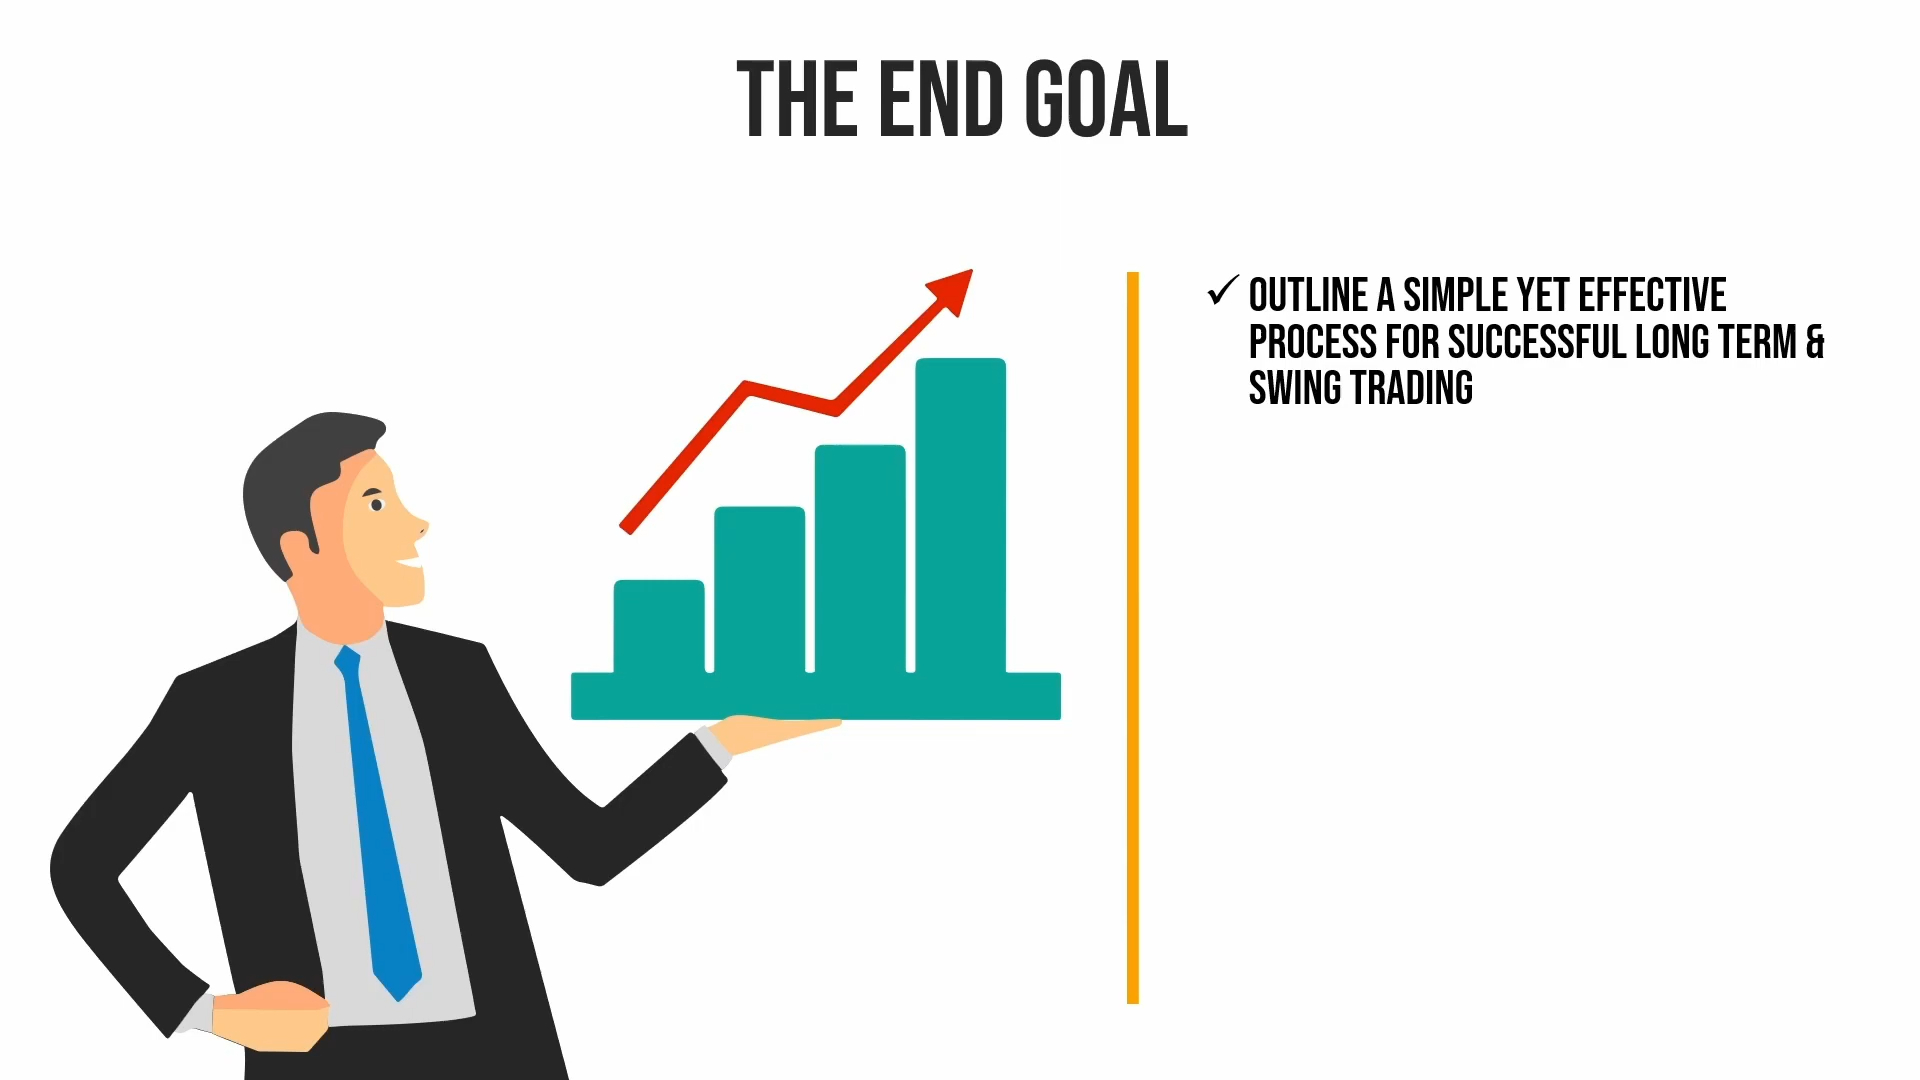 THE END GOAL
✓ OUTLINE A SIMPLE YET EFFECTIVE
PROCESS FOR SUCCESSFUL LONG TERM &
SWING TRADING